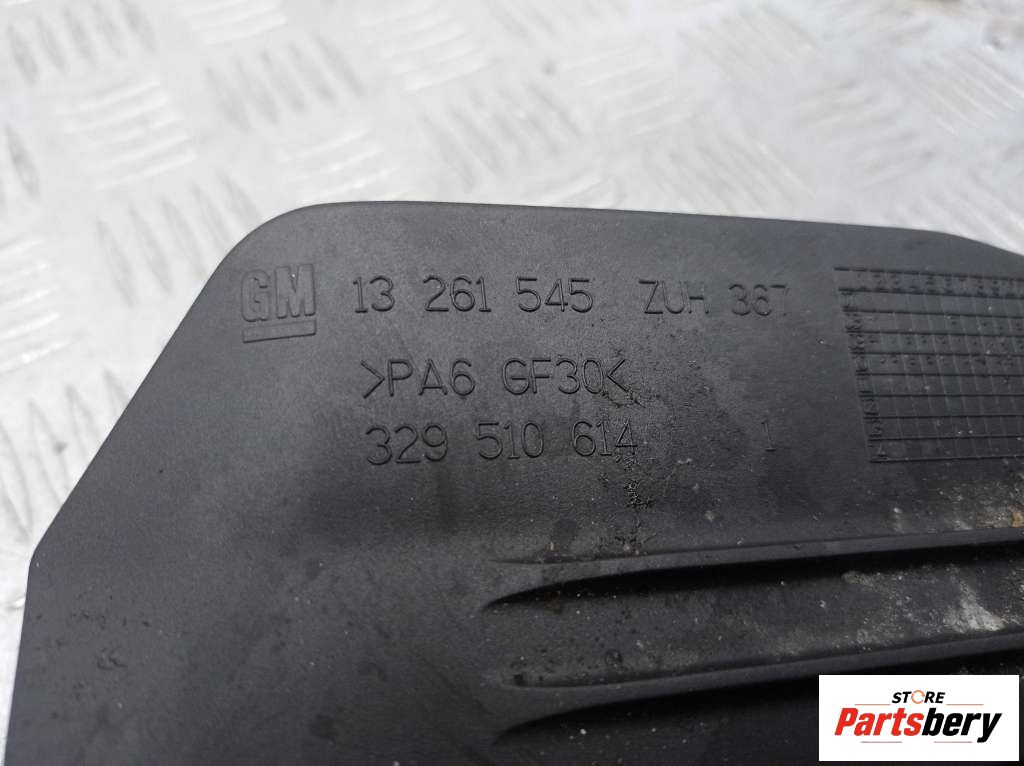 GM 13 261 545 ZUH 367
>PA6 GF30<
329 510 614 1
STORE
Partsbery